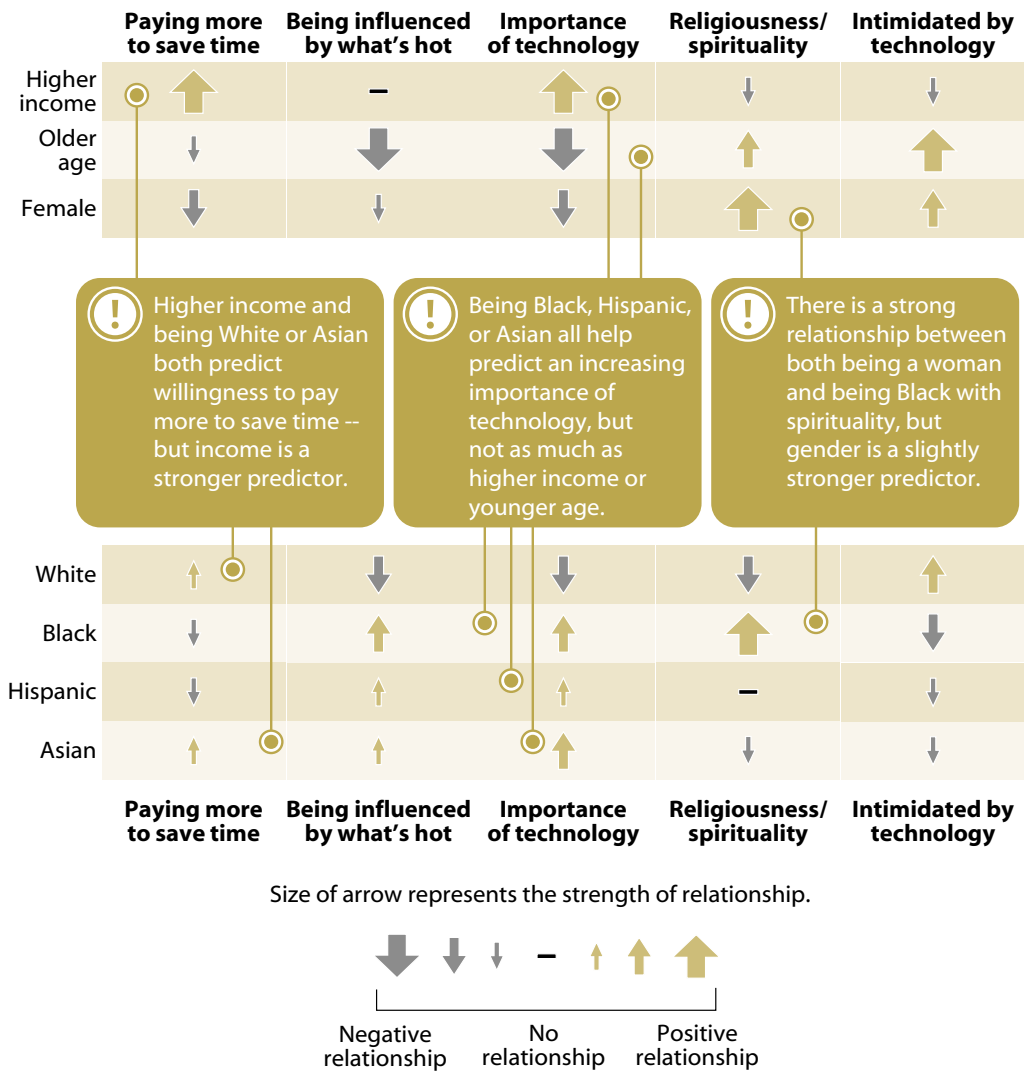 Paying more
to save time
Being influenced
by what's hot
Importance
of technology
Religiousness/
spirituality
Intimidated by
technology
Higher
income
–
Older
age
Female
! Higher income and
being White or Asian
both predict
willingness to pay
more to save time --
but income is a
stronger predictor.
! Being Black, Hispanic,
or Asian all help
predict an increasing
importance of
technology, but
not as much as
higher income or
younger age.
! There is a strong
relationship between
both being a woman
and being Black with
spirituality, but
gender is a slightly
stronger predictor.
White
Black
Hispanic
–
Asian
Paying more
to save time
Being influenced
by what's hot
Importance
of technology
Religiousness/
spirituality
Intimidated by
technology
Size of arrow represents the strength of relationship.
–
Negative
relationship
No
relationship
Positive
relationship